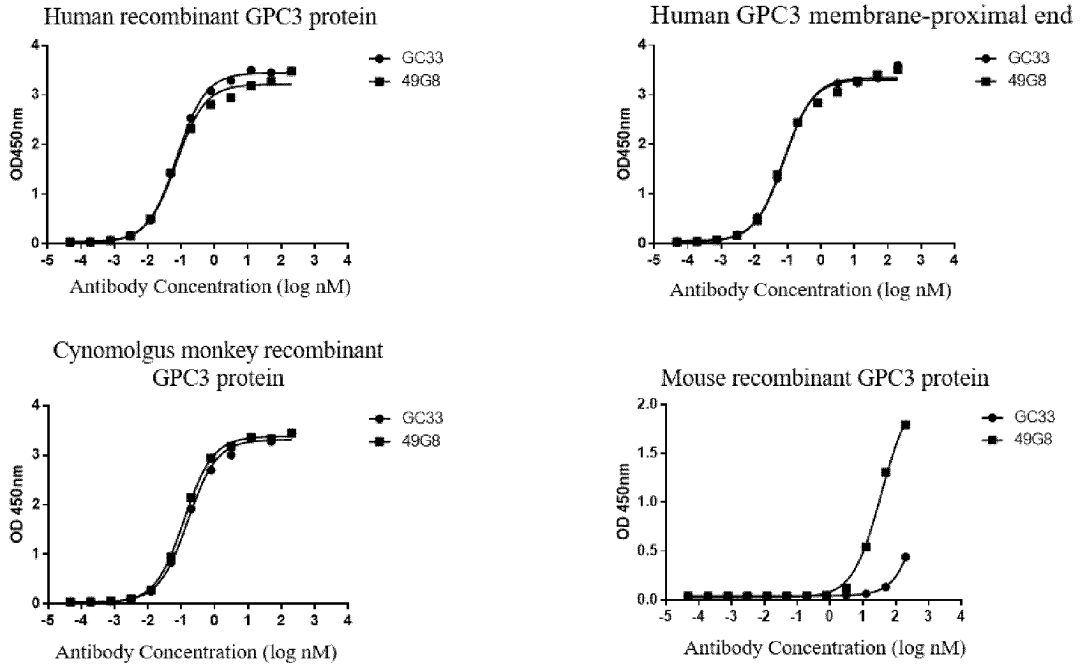 Human recombinant GPC3 protein
4
3
2
1
0
OD450nm
-5 -4 -3 -2 -1 0 1 2 3 4
Antibody Concentration (log nM)
GC33
49G8
Human GPC3 membrane-proximal end
4
3
2
1
0
OD450nm
-5 -4 -3 -2 -1 0 1 2 3 4
Antibody Concentration (log nM)
GC33
49G8
Cynomolgus monkey recombinant
GPC3 protein
4
3
2
1
0
OD 450nm
-5 -4 -3 -2 -1 0 1 2 3 4
Antibody Concentration (log nM)
GC33
49G8
Mouse recombinant GPC3 protein
2.0
1.5
1.0
0.5
0.0
OD 450nm
-5 -4 -3 -2 -1 0 1 2 3 4
Antibody Concentration (log nM)
GC33
49G8